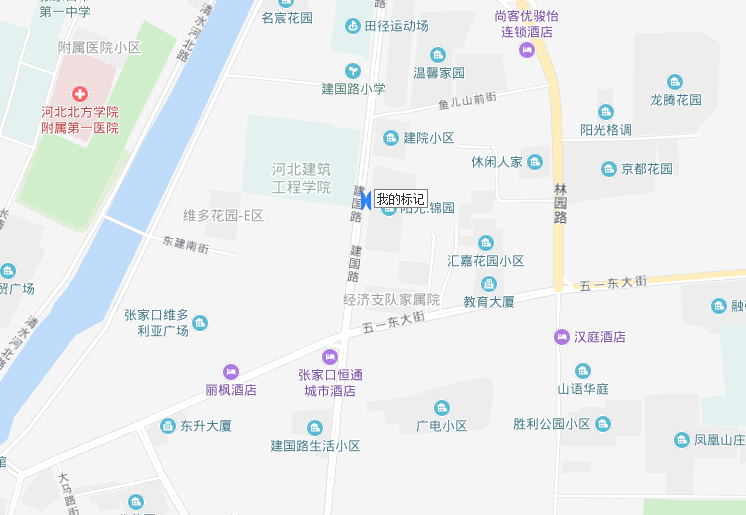 第一中学
名宸花园
清水河北路
田径运动场
路
尚客优骏怡
连锁酒店
附属医院小区
温馨家园
建国路小学
龙腾花园
鱼儿山前街
河北北方学院
附属第一医院
阳光格调
建院小区
休闲人家
京都花园
河北建筑
工程学院
建国路
我的标记
林园路
维多花园-E区
东建南街
建国路
汇嘉花园小区
贸广场
五一东大街
经济支队家属院
教育大厦
张家口维多
利亚广场
清水河北路
五一东大街
汉庭酒店
丽枫酒店
张家口恒通
城市酒店
山语华庭
东升大厦
广电小区
胜利公园小区
建国路生活小区
凤凰山庄
馆
大马路街